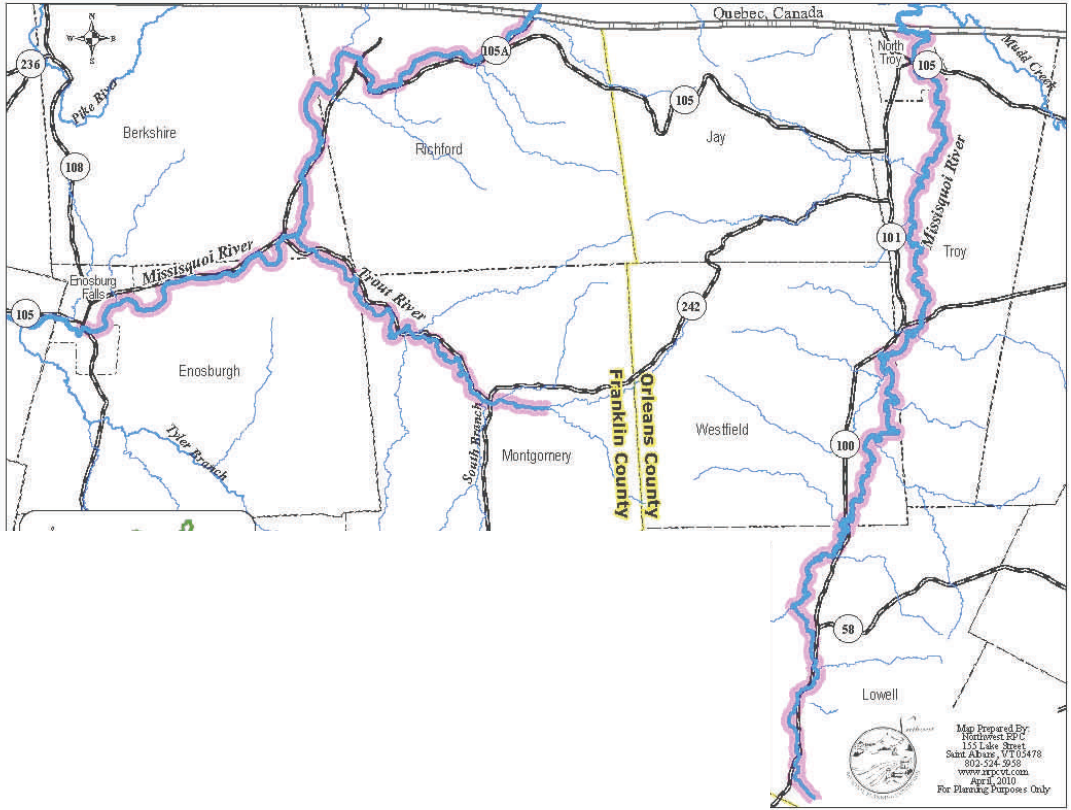 Quebec, Canada
N
W
E
S
236
Pike River
Berkshire
108
105A
Richford
105
Jay
North
Troy
105
Mudd Creek
Missisquoi River
101
Troy
Missisquoi River
Enosburg
Falls
105
Trout River
242
Enosburgh
Tyler Branch
South Branch
Montgomery
Franklin County
Orleans County
Westfield
100
58
Lowell
Map Prepared By:
Northwest RPC
155 Lake Street
Saint Albans, VT 05478
802-524-5958
www.nrpcvt.com
April, 2010
For Planning Purposes Only